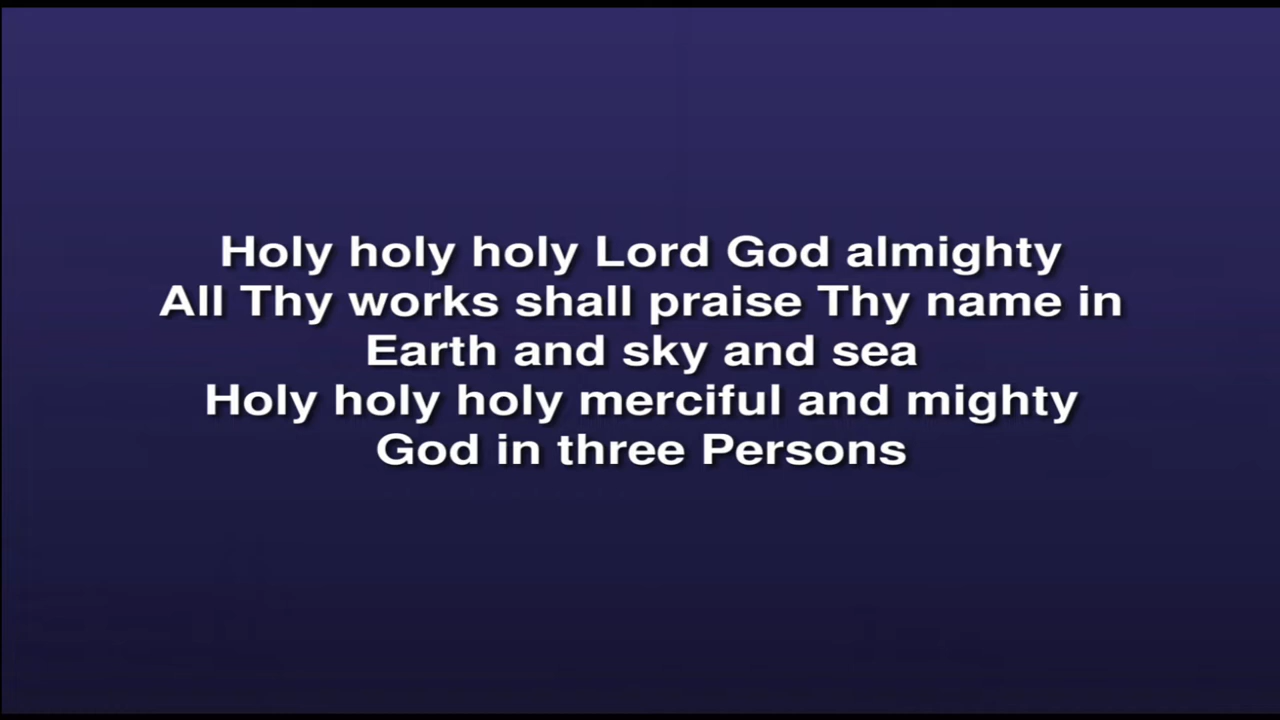 Holy holy holy Lord God almighty
All Thy works shall praise Thy name in
Earth and sky and sea
Holy holy holy merciful and mighty
God in three Persons